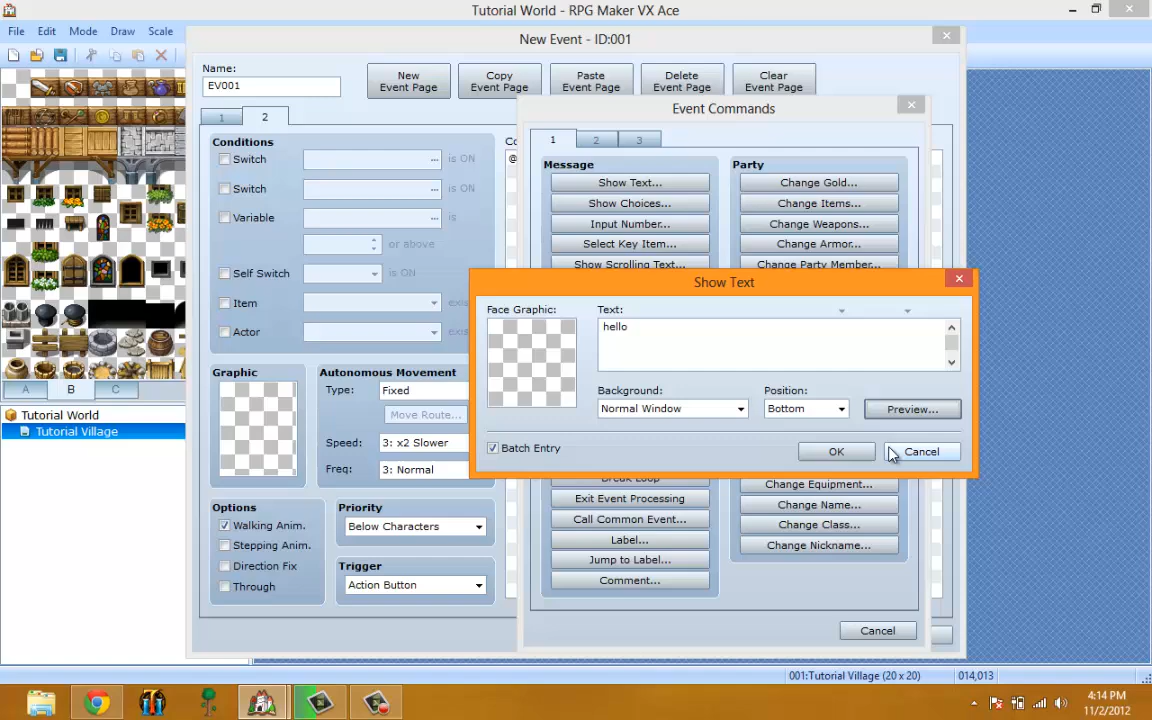 Tutorial World - RPG Maker VX Ace
File Edit Mode Draw Scale
New Event - ID:001
Name:
EV001
New Event Page
Copy Event Page
Paste Event Page
Delete Event Page
Clear Event Page
1 2
Conditions
Switch ... is ON
Switch ... is ON
Variable ... is
or above
Self Switch is ON
Item
Actor
Graphic
Autonomous Movement
Type: Fixed
Move Route...
Speed: 3: x2 Slower
Freq: 3: Normal
Options
Walking Anim.
Stepping Anim.
Direction Fix
Through
Priority
Below Characters
Trigger
Action Button
Event Commands
1 2 3
Message
Show Text...
Show Choices...
Input Number...
Select Key Item...
Show Scrolling Text...
Party
Change Gold...
Change Items...
Change Weapons...
Change Armor...
Change Party Member...
Show Text
Face Graphic:
Text:
hello
Background:
Normal Window
Position:
Bottom
Preview...
Batch Entry
OK
Cancel
Break Loop
Exit Event Processing
Call Common Event...
Label...
Jump to Label...
Comment...
Change Equipment...
Change Name...
Change Class...
Change Nickname...
Cancel
A B C
Tutorial World
Tutorial Village
001:Tutorial Village (20 x 20)
014,013
4:14 PM
11/2/2012